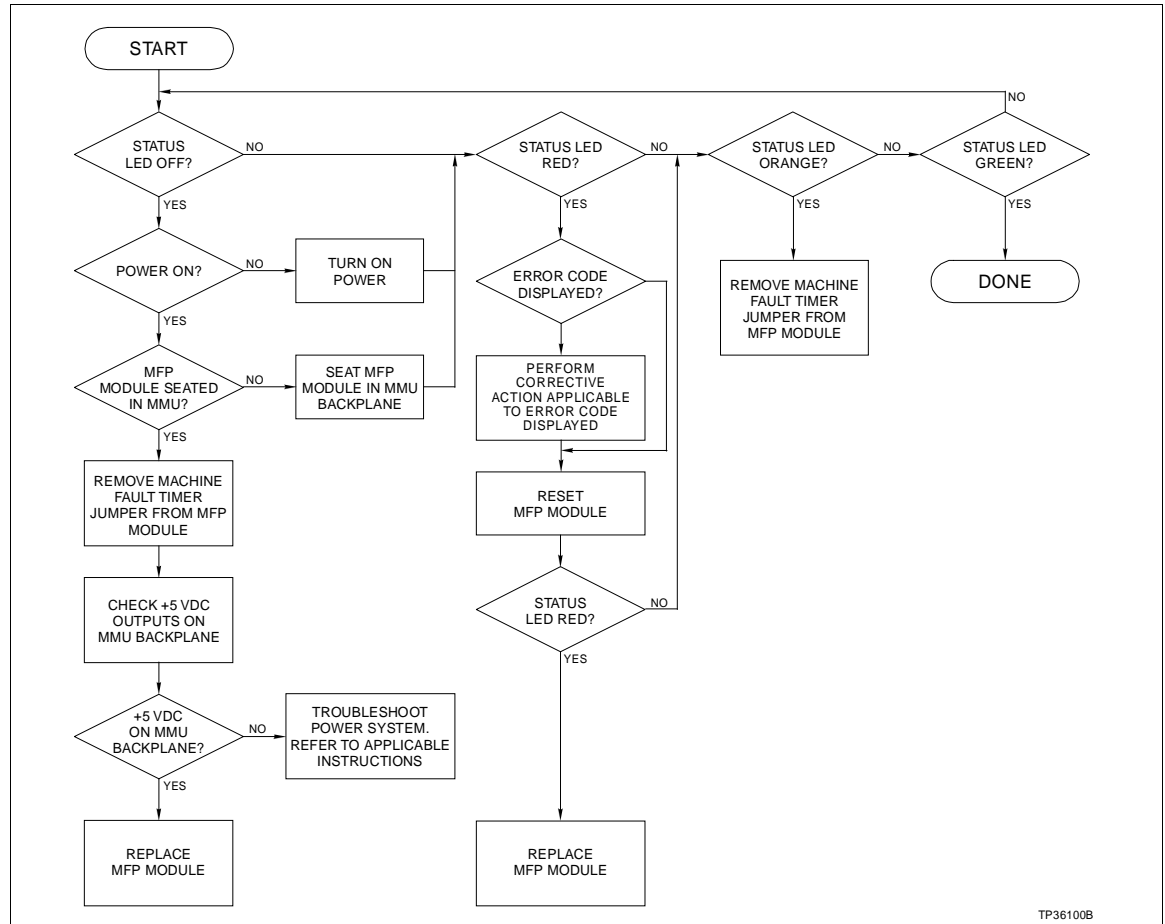 START
NO
STATUS
LED OFF?
NO
STATUS LED
RED?
NO
STATUS LED
ORANGE?
NO
STATUS LED
GREEN?
YES
YES
YES
YES
POWER ON?
NO
TURN ON
POWER
ERROR CODE
DISPLAYED?
NO
REMOVE MACHINE
FAULT TIMER
JUMPER FROM
MFP MODULE
DONE
YES
YES
MFP
MODULE SEATED
IN MMU?
NO
SEAT MFP
MODULE IN MMU
BACKPLANE
PERFORM
CORRECTIVE
ACTION APPLICABLE
TO ERROR CODE
DISPLAYED
YES
REMOVE MACHINE
FAULT TIMER
JUMPER FROM MFP
MODULE
RESET
MFP MODULE
CHECK +5 VDC
OUTPUTS ON
MMU BACKPLANE
STATUS
LED RED?
NO
YES
+5 VDC
ON MMU
BACKPLANE?
NO
TROUBLESHOOT
POWER SYSTEM.
REFER TO APPLICABLE
INSTRUCTIONS
YES
REPLACE
MFP MODULE
REPLACE
MFP MODULE
TP36100B